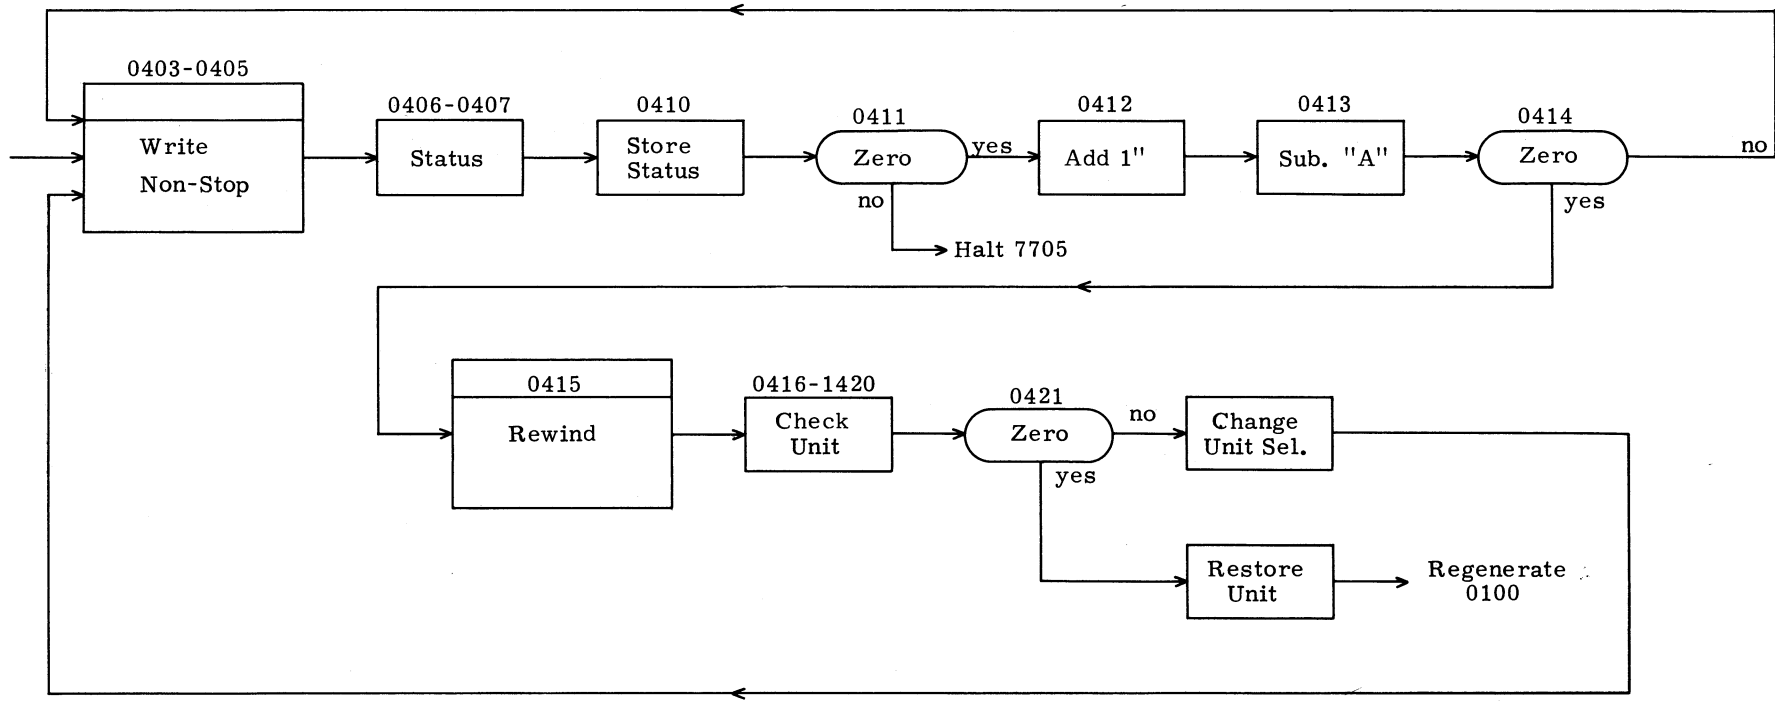 0403-0405
Write
Non-Stop
0406-0407
Status
0410
Store
Status
0411
Zero
yes
no
Halt 7705
0412
Add 1"
0413
Sub. "A"
0414
Zero
no
yes
0415
Rewind
0416-1420
Check
Unit
0421
Zero
no
yes
Change
Unit Sel.
Restore
Unit
Regenerate
0100